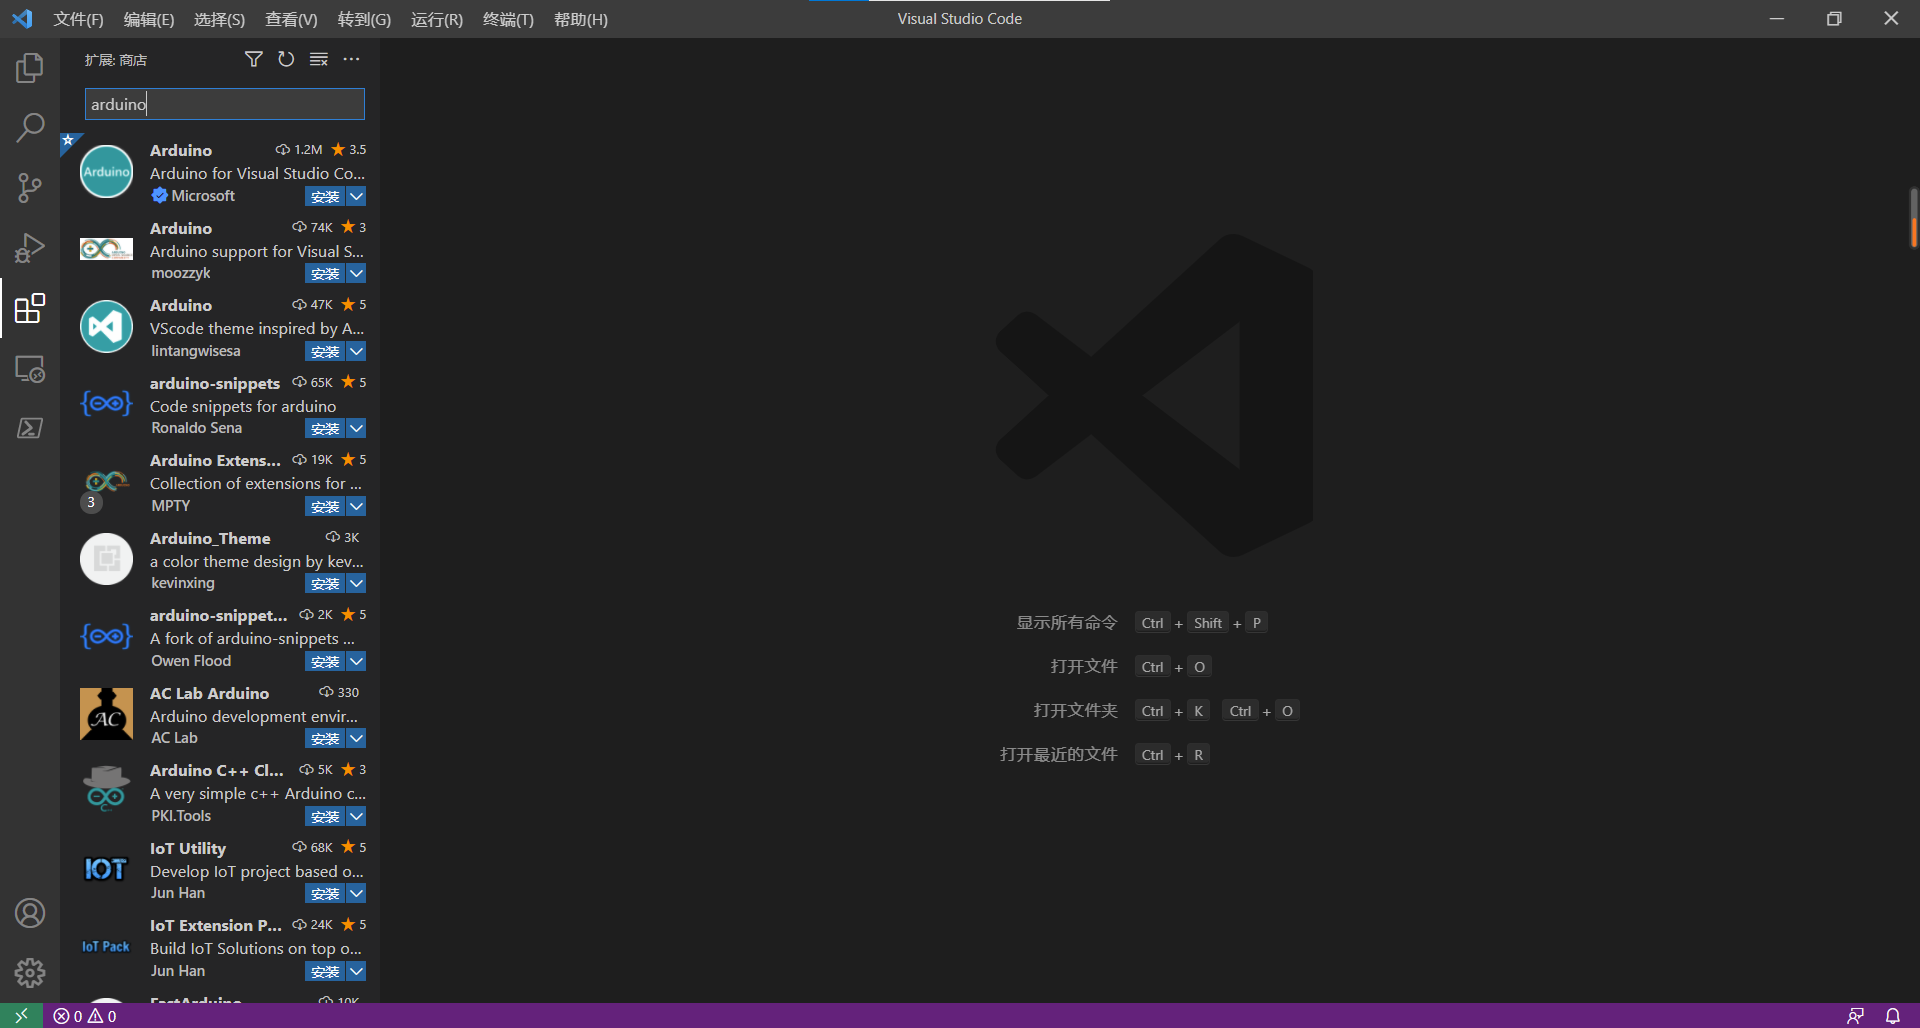 文件(F) 编辑(E) 选择(S) 查看(V) 转到(G) 运行(R) 终端(T) 帮助(H) Visual Studio Code
扩展: 商店
arduino
Arduino 1.2M 3.5
Arduino for Visual Studio Co...
Microsoft 安装
Arduino 74K 3
Arduino support for Visual S...
moozzyk 安装
Arduino 47K 5
VScode theme inspired by A...
lintangwisesa 安装
arduino-snippets 65K 5
Code snippets for arduino
Ronaldo Sena 安装
Arduino Extens... 19K 5
Collection of extensions for ...
3
MPTY 安装
Arduino_Theme 3K
a color theme design by kev...
kevinxing 安装
arduino-snippet... 2K 5
A fork of arduino-snippets ...
Owen Flood 安装
AC Lab Arduino 330
Arduino development envir...
AC
AC Lab 安装
Arduino C++ Cl... 5K 3
A very simple c++ Arduino c...
PKI.Tools 安装
IoT Utility 68K 5
IOT
Develop IoT project based o...
Jun Han 安装
IoT Extension P... 24K 5
IoT Pack
Build IoT Solutions on top o...
Jun Han 安装
FastArduino 10K
显示所有命令 Ctrl + Shift + P
打开文件 Ctrl + O
打开文件夹 Ctrl + K Ctrl + O
打开最近的文件 Ctrl + R
0 0